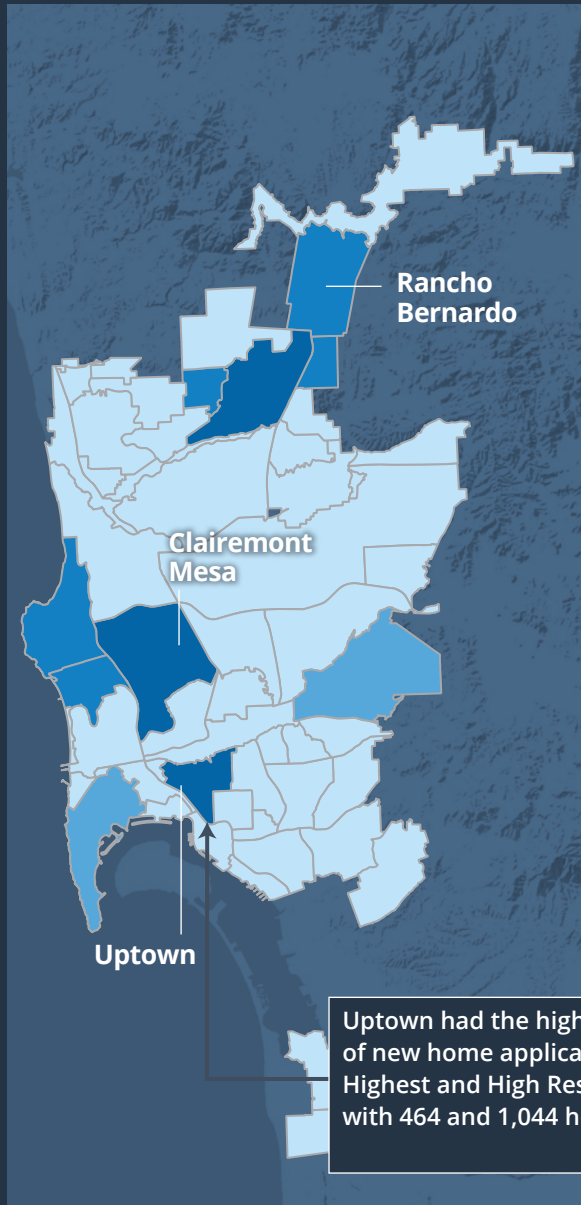 Rancho
Bernardo
Clairemont
Mesa
Uptown
Uptown had the high
of new home applica
Highest and High Res
with 464 and 1,044 h